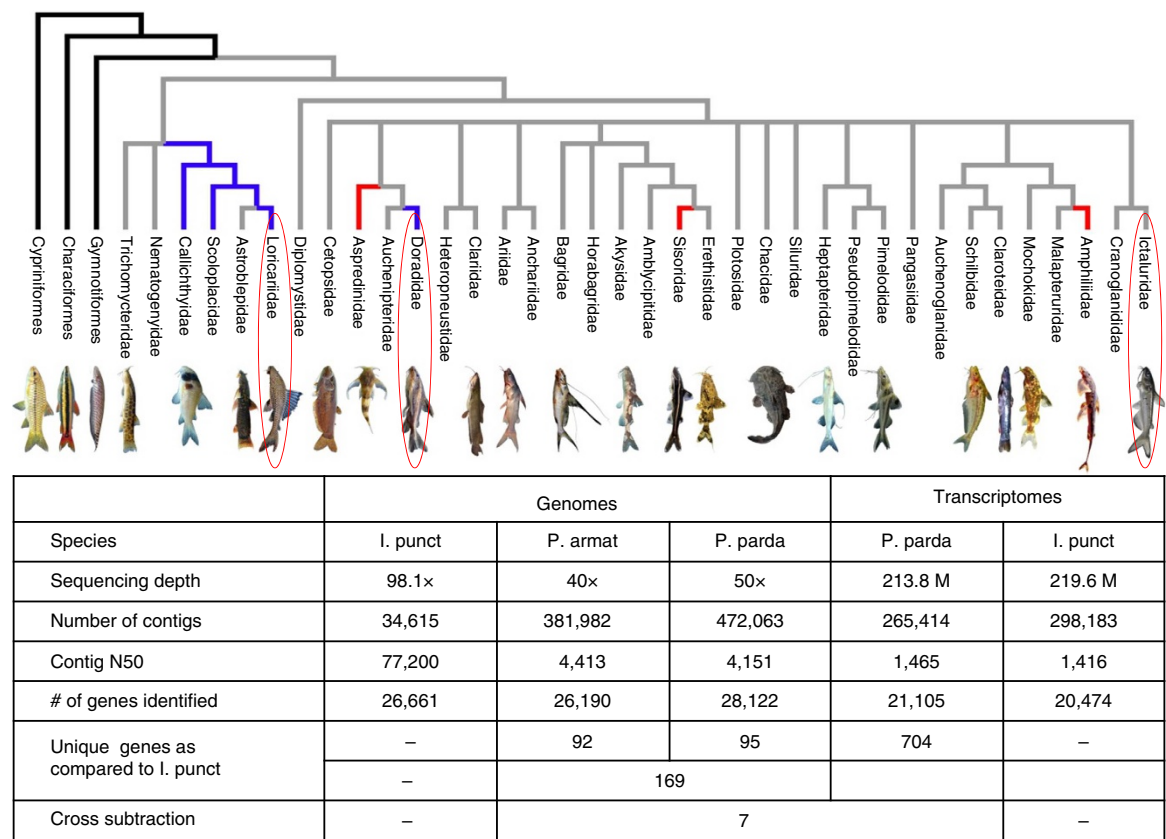 Cypriniformes
Characiformes
Gymnotiformes
Trichomycteridae
Nematogenyidae
Callichthyidae
Scoloplacidae
Astroblepidae
Loricariidae
Diplomystidae
Cetopsidae
Aspredinidae
Auchenipteridae
Doradidae
Heteropneustidae
Clariidae
Ariidae
Anchariidae
Bagridae
Horabagridae
Akysidae
Amblycipitidae
Sisoridae
Erethistidae
Plotosidae
Chacidae
Siluridae
Heptapteridae
Pseudopimelodidae
Pimelodidae
Pangasiidae
Auchenoglanidae
Schilbidae
Claroteidae
Mochokidae
Malapteruridae
Amphiliidae
Cranoglanididae
Ictaluridae
Genomes Transcriptomes
Species I. punct P. armat P. parda P. parda I. punct
Sequencing depth 98.1× 40× 50× 213.8 M 219.6 M
Number of contigs 34,615 381,982 472,063 265,414 298,183
Contig N50 77,200 4,413 4,151 1,465 1,416
# of genes identified 26,661 26,190 28,122 21,105 20,474
Unique genes as
compared to I. punct
– 92 95 704 –
– 169
Cross subtraction – 7 –